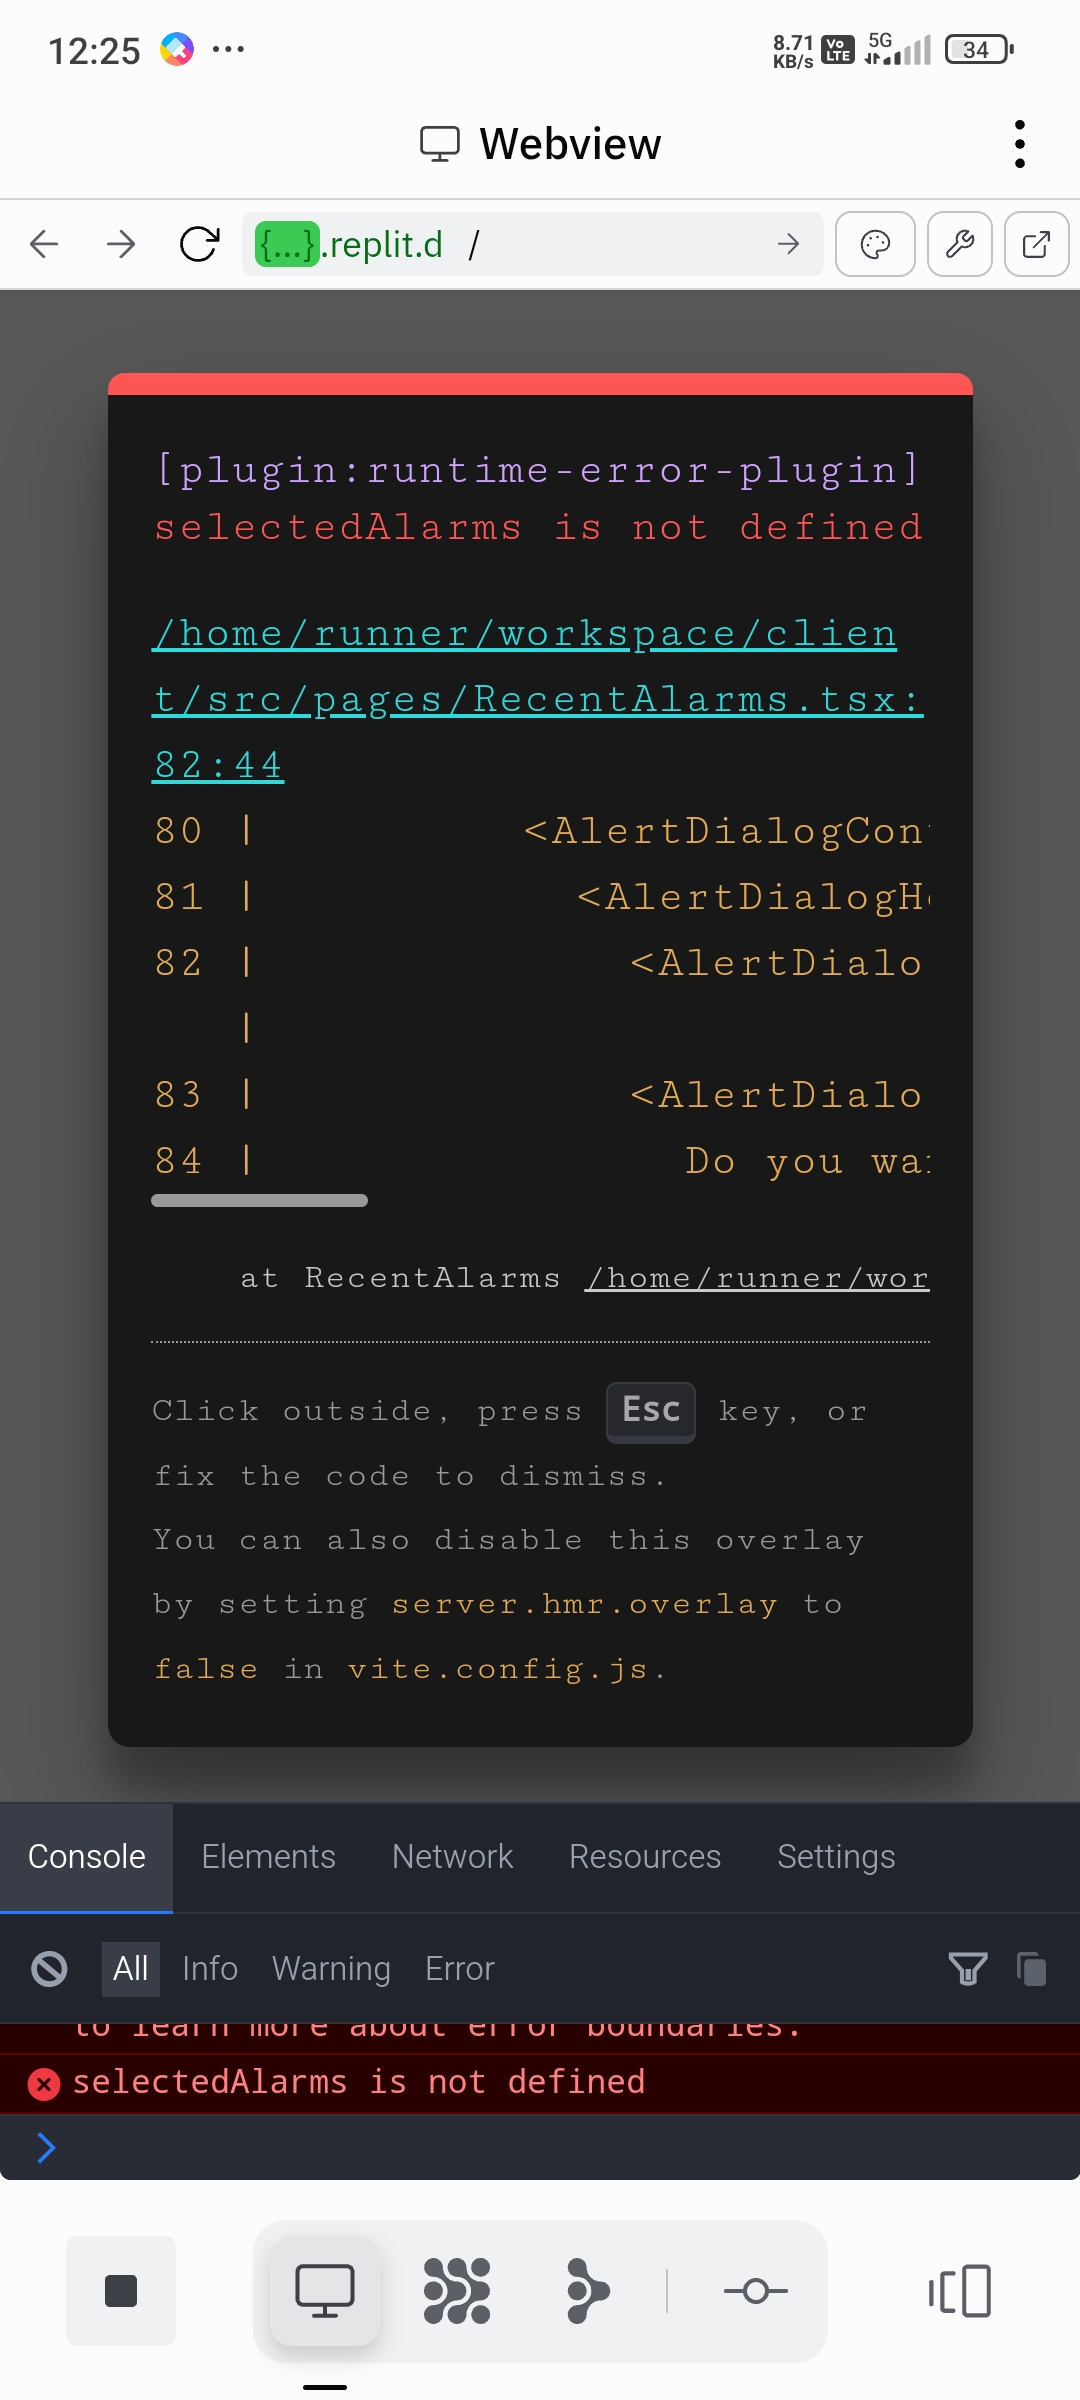 12:25
8.71 KB/s Vo LTE 5G 34
Webview
{...}.replit.d /
[plugin:runtime-error-plugin]
selectedAlarms is not defined
/home/runner/workspace/clien
t/src/pages/RecentAlarms.tsx:
82:44
80 | <AlertDialogCon
81 | <AlertDialogH
82 | <AlertDialo
|
83 | <AlertDialo
84 | Do you wa
at RecentAlarms /home/runner/wor
Click outside, press Esc key, or
fix the code to dismiss.
You can also disable this overlay
by setting server.hmr.overlay to
false in vite.config.js.
Console Elements Network Resources Settings
All Info Warning Error
to learn more about error boundaries.
selectedAlarms is not defined